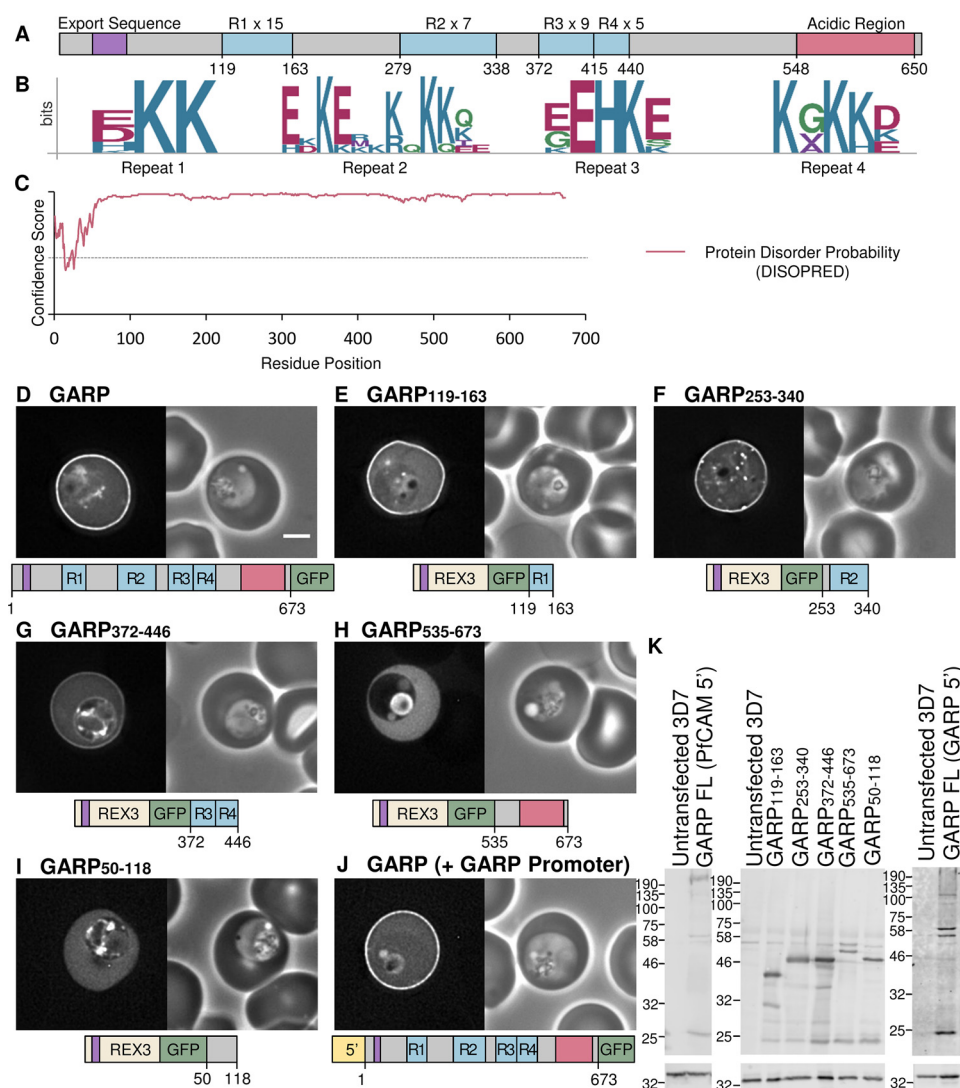 A
Export Sequence R1 x 15 R2 x 7 R3 x 9 R4 x 5 Acidic Region
119 163 279 338 372 415 440 548 650
B
bits
Repeat 1 Repeat 2 Repeat 3 Repeat 4
C
Confidence Score
0 100 200 300 400 500 600 700
Residue Position
Protein Disorder Probability
(DISOPRED)
D GARP
R1 R2 R3 R4 GFP
1 673
E GARP119-163
REX3 GFP R1
119 163
F GARP253-340
REX3 GFP R2
253 340
G GARP372-446
REX3 GFP R3 R4
372 446
H GARP535-673
REX3 GFP
535 673
I GARP50-118
REX3 GFP
50 118
J GARP (+ GARP Promoter)
5' R1 R2 R3 R4 GFP
1 673
K
Untransfected 3D7
GARP FL (PfCAM 5')
190
135
100
75
58
46
32
25
32
Untransfected 3D7
GARP119-163
GARP253-340
GARP372-446
GARP535-673
GARP50-118
190
135
100
75
58
46
32
25
32
Untransfected 3D7
GARP FL (GARP 5')
190
135
100
75
58
46
32
25
32